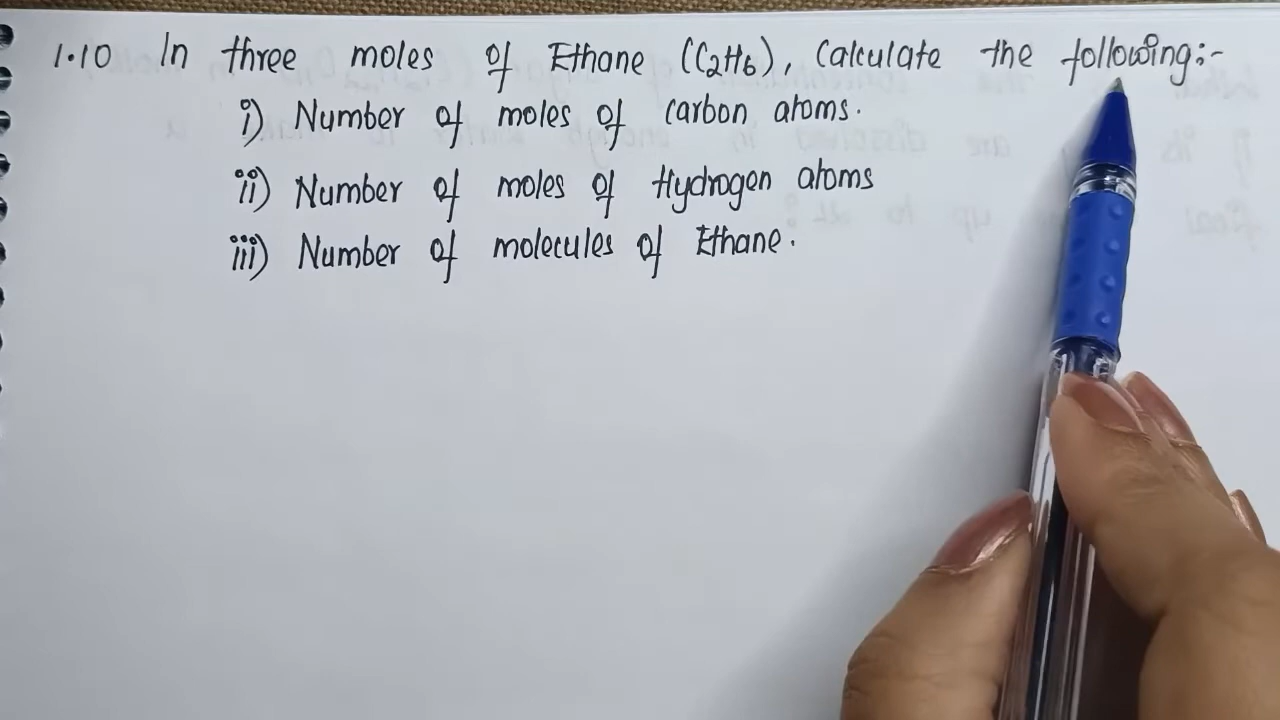 1.10 In three moles of Ethane (C₂H₆), Calculate the following:-
i) Number of moles of carbon atoms.
ii) Number of moles of Hydrogen atoms
iii) Number of molecules of Ethane.